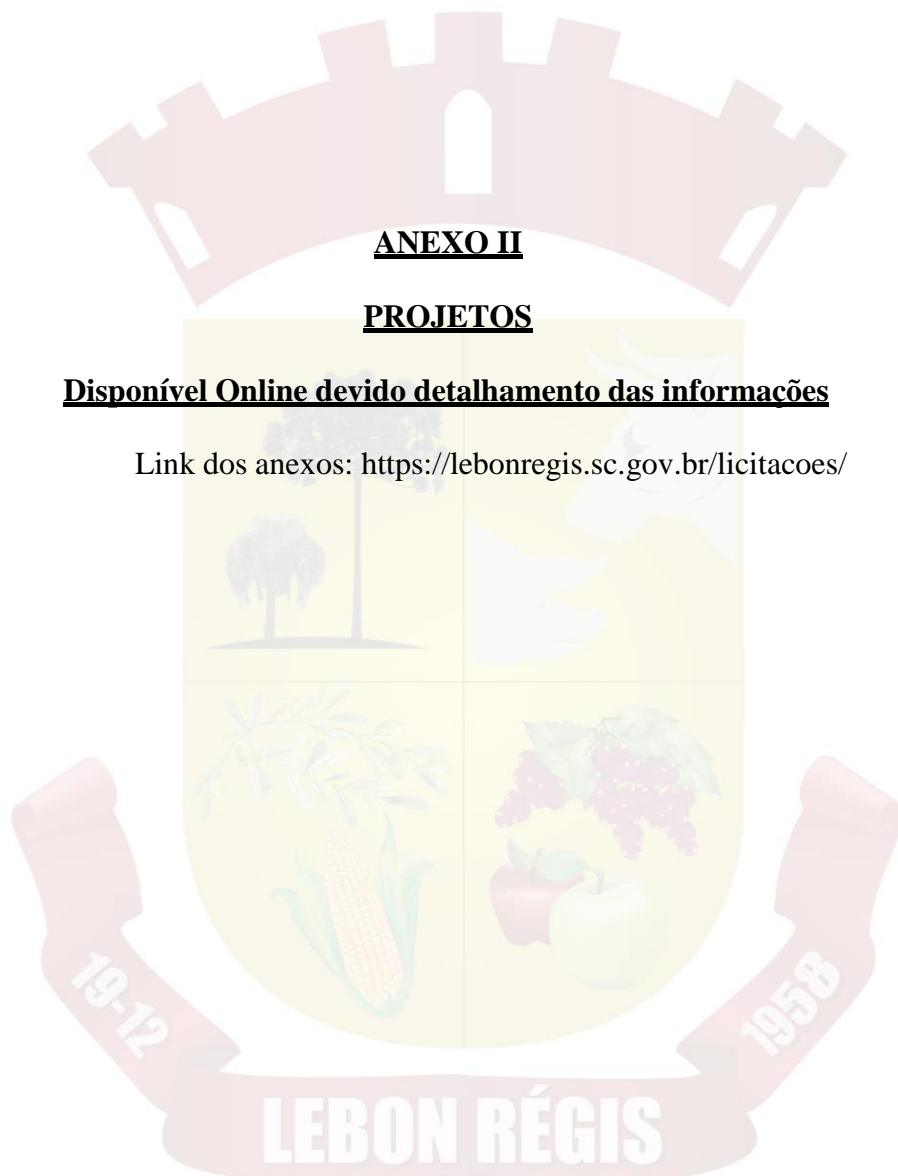 ANEXO II
PROJETOS
Disponível Online devido detalhamento das informações
Link dos anexos: https://lebonregis.sc.gov.br/licitacoes/
19-12
1958
LEBON RÉGIS